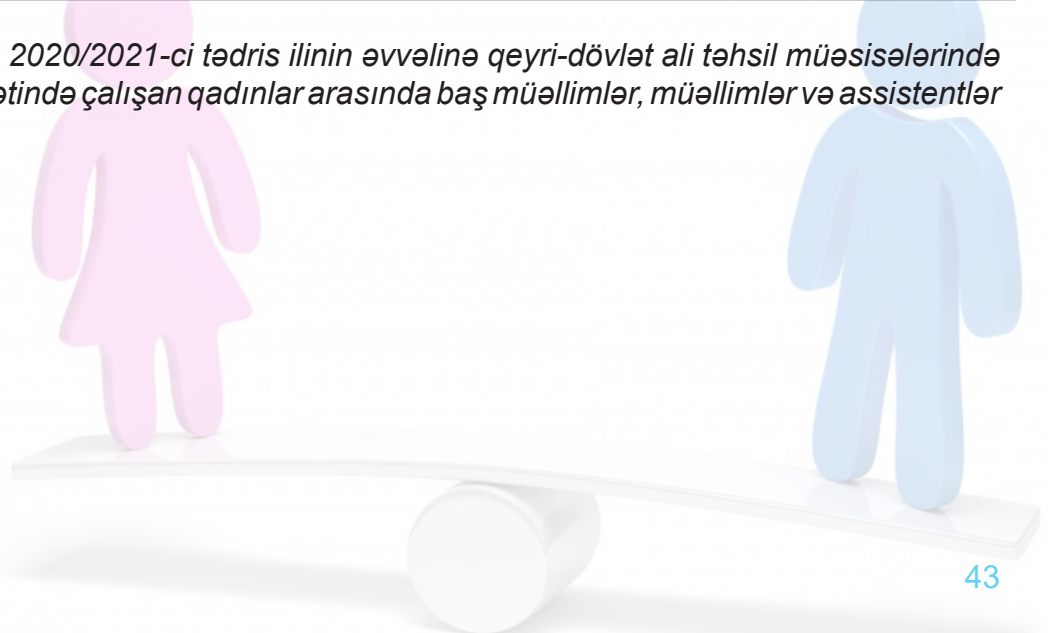 2020/2021-ci tədris ilinin əvvəlinə qeyri-dövlət ali təhsil müəsisələrində
çalışan qadınlar arasında baş müəllimlər, müəllimlər və assistentlər
43